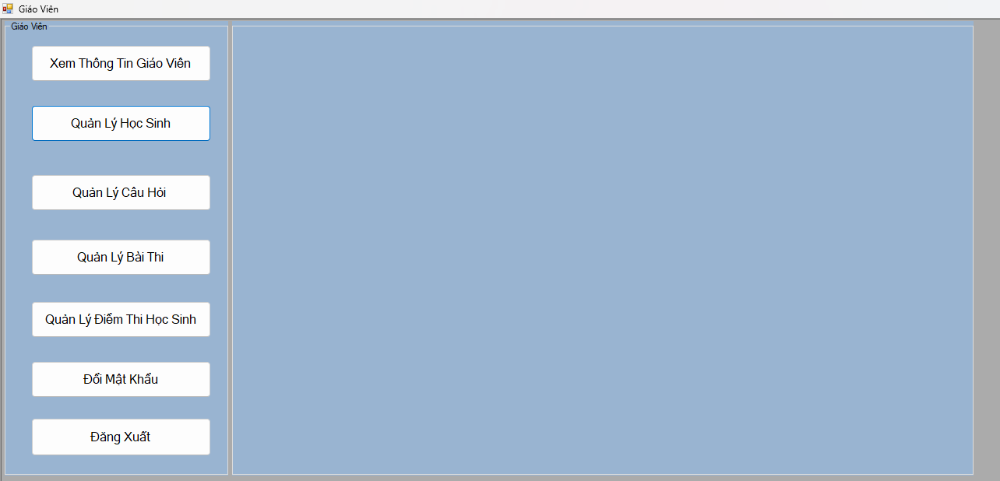 Giáo Viên
Giáo Viên
Xem Thông Tin Giáo Viên
Quản Lý Học Sinh
Quản Lý Câu Hỏi
Quản Lý Bài Thi
Quản Lý Điểm Thi Học Sinh
Đổi Mật Khẩu
Đăng Xuất